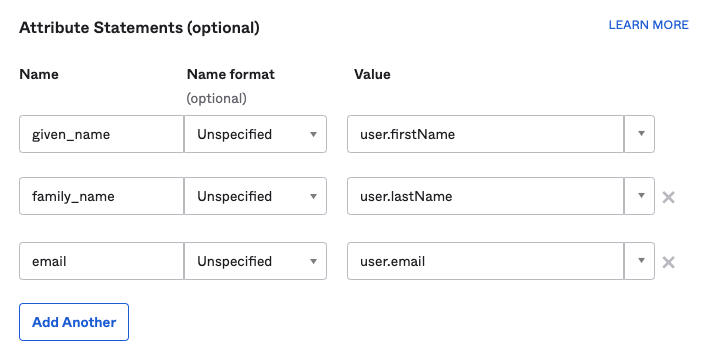 Attribute Statements (optional)
LEARN MORE
Name Name format Value
(optional)
given_name Unspecified user.firstName
family_name Unspecified user.lastName
email Unspecified user.email
Add Another